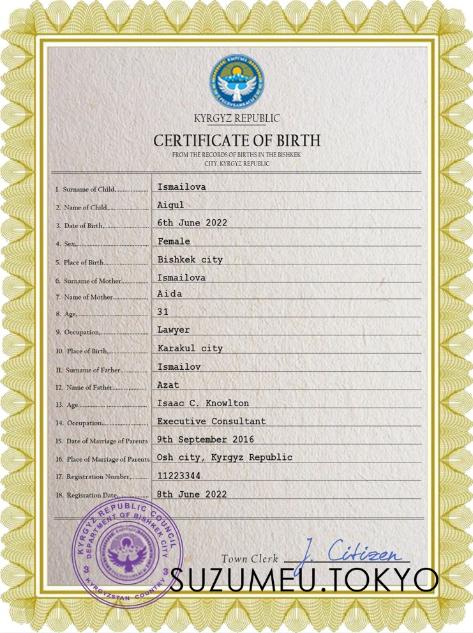 KYRGYZ REPUBLIC
CERTIFICATE OF BIRTH
FROM THE RECORDS OF BIRTHS IN THE BISHKEK
CITY, KYRGYZ REPUBLIC
1. Surname of Child Ismailova
2. Name of Child Aigul
3. Date of Birth 6th June 2022
4. Sex Female
5. Place of Birth Bishkek city
6. Surname of Mother Ismailova
7. Name of Mother Aida
8. Age 31
9. Occupation Lawyer
10. Place of Birth Karakul city
11. Surname of Father Ismailov
12. Name of Father Azat
13. Age Isaac C. Knowlton
14. Occupation Executive Consultant
15. Date of Marriage of Parents 9th September 2016
16. Place of Marriage of Parents Osh city, Kyrgyz Republic
17. Registration Number 11223344
18. Regissation Date 8th June 2022
KYRGYZ REPUBLIC COUNCIL
DEPARTMENT OF BISHKEK CITY
KYRGYZSTAN COUNTRY
Town Clerk J. Citizen
SUZUMEU.TOKYO